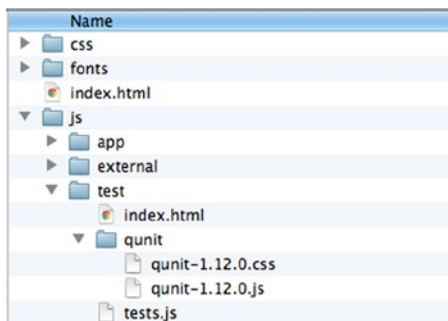 Name
css
fonts
index.html
js
app
external
test
index.html
qunit
qunit-1.12.0.css
qunit-1.12.0.js
tests.js